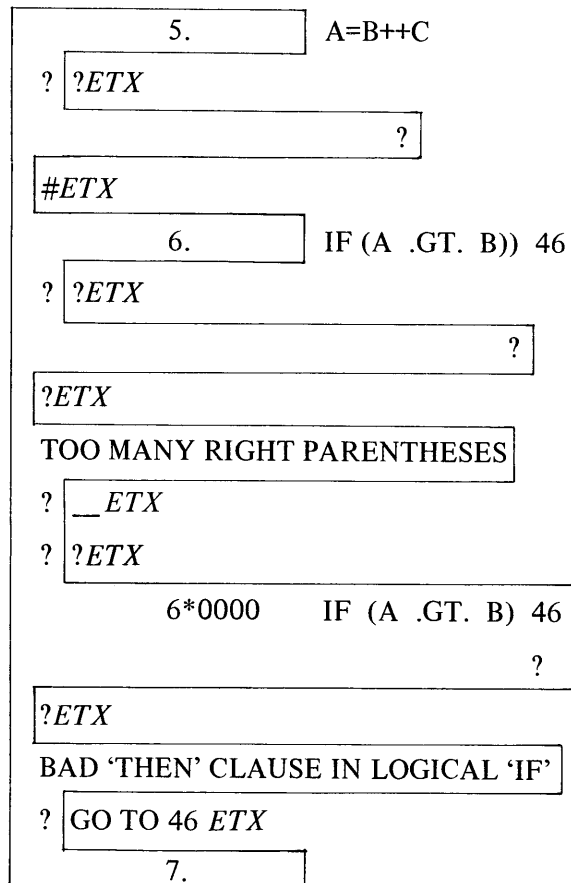 5. A=B++C
? ?ETX
?
#ETX
6. IF (A .GT. B)) 46
? ?ETX
?
?ETX
TOO MANY RIGHT PARENTHESES
? _ETX
? ?ETX
6*0000 IF (A .GT. B) 46
?
?ETX
BAD ‘THEN’ CLAUSE IN LOGICAL ‘IF’
? GO TO 46 ETX
7.